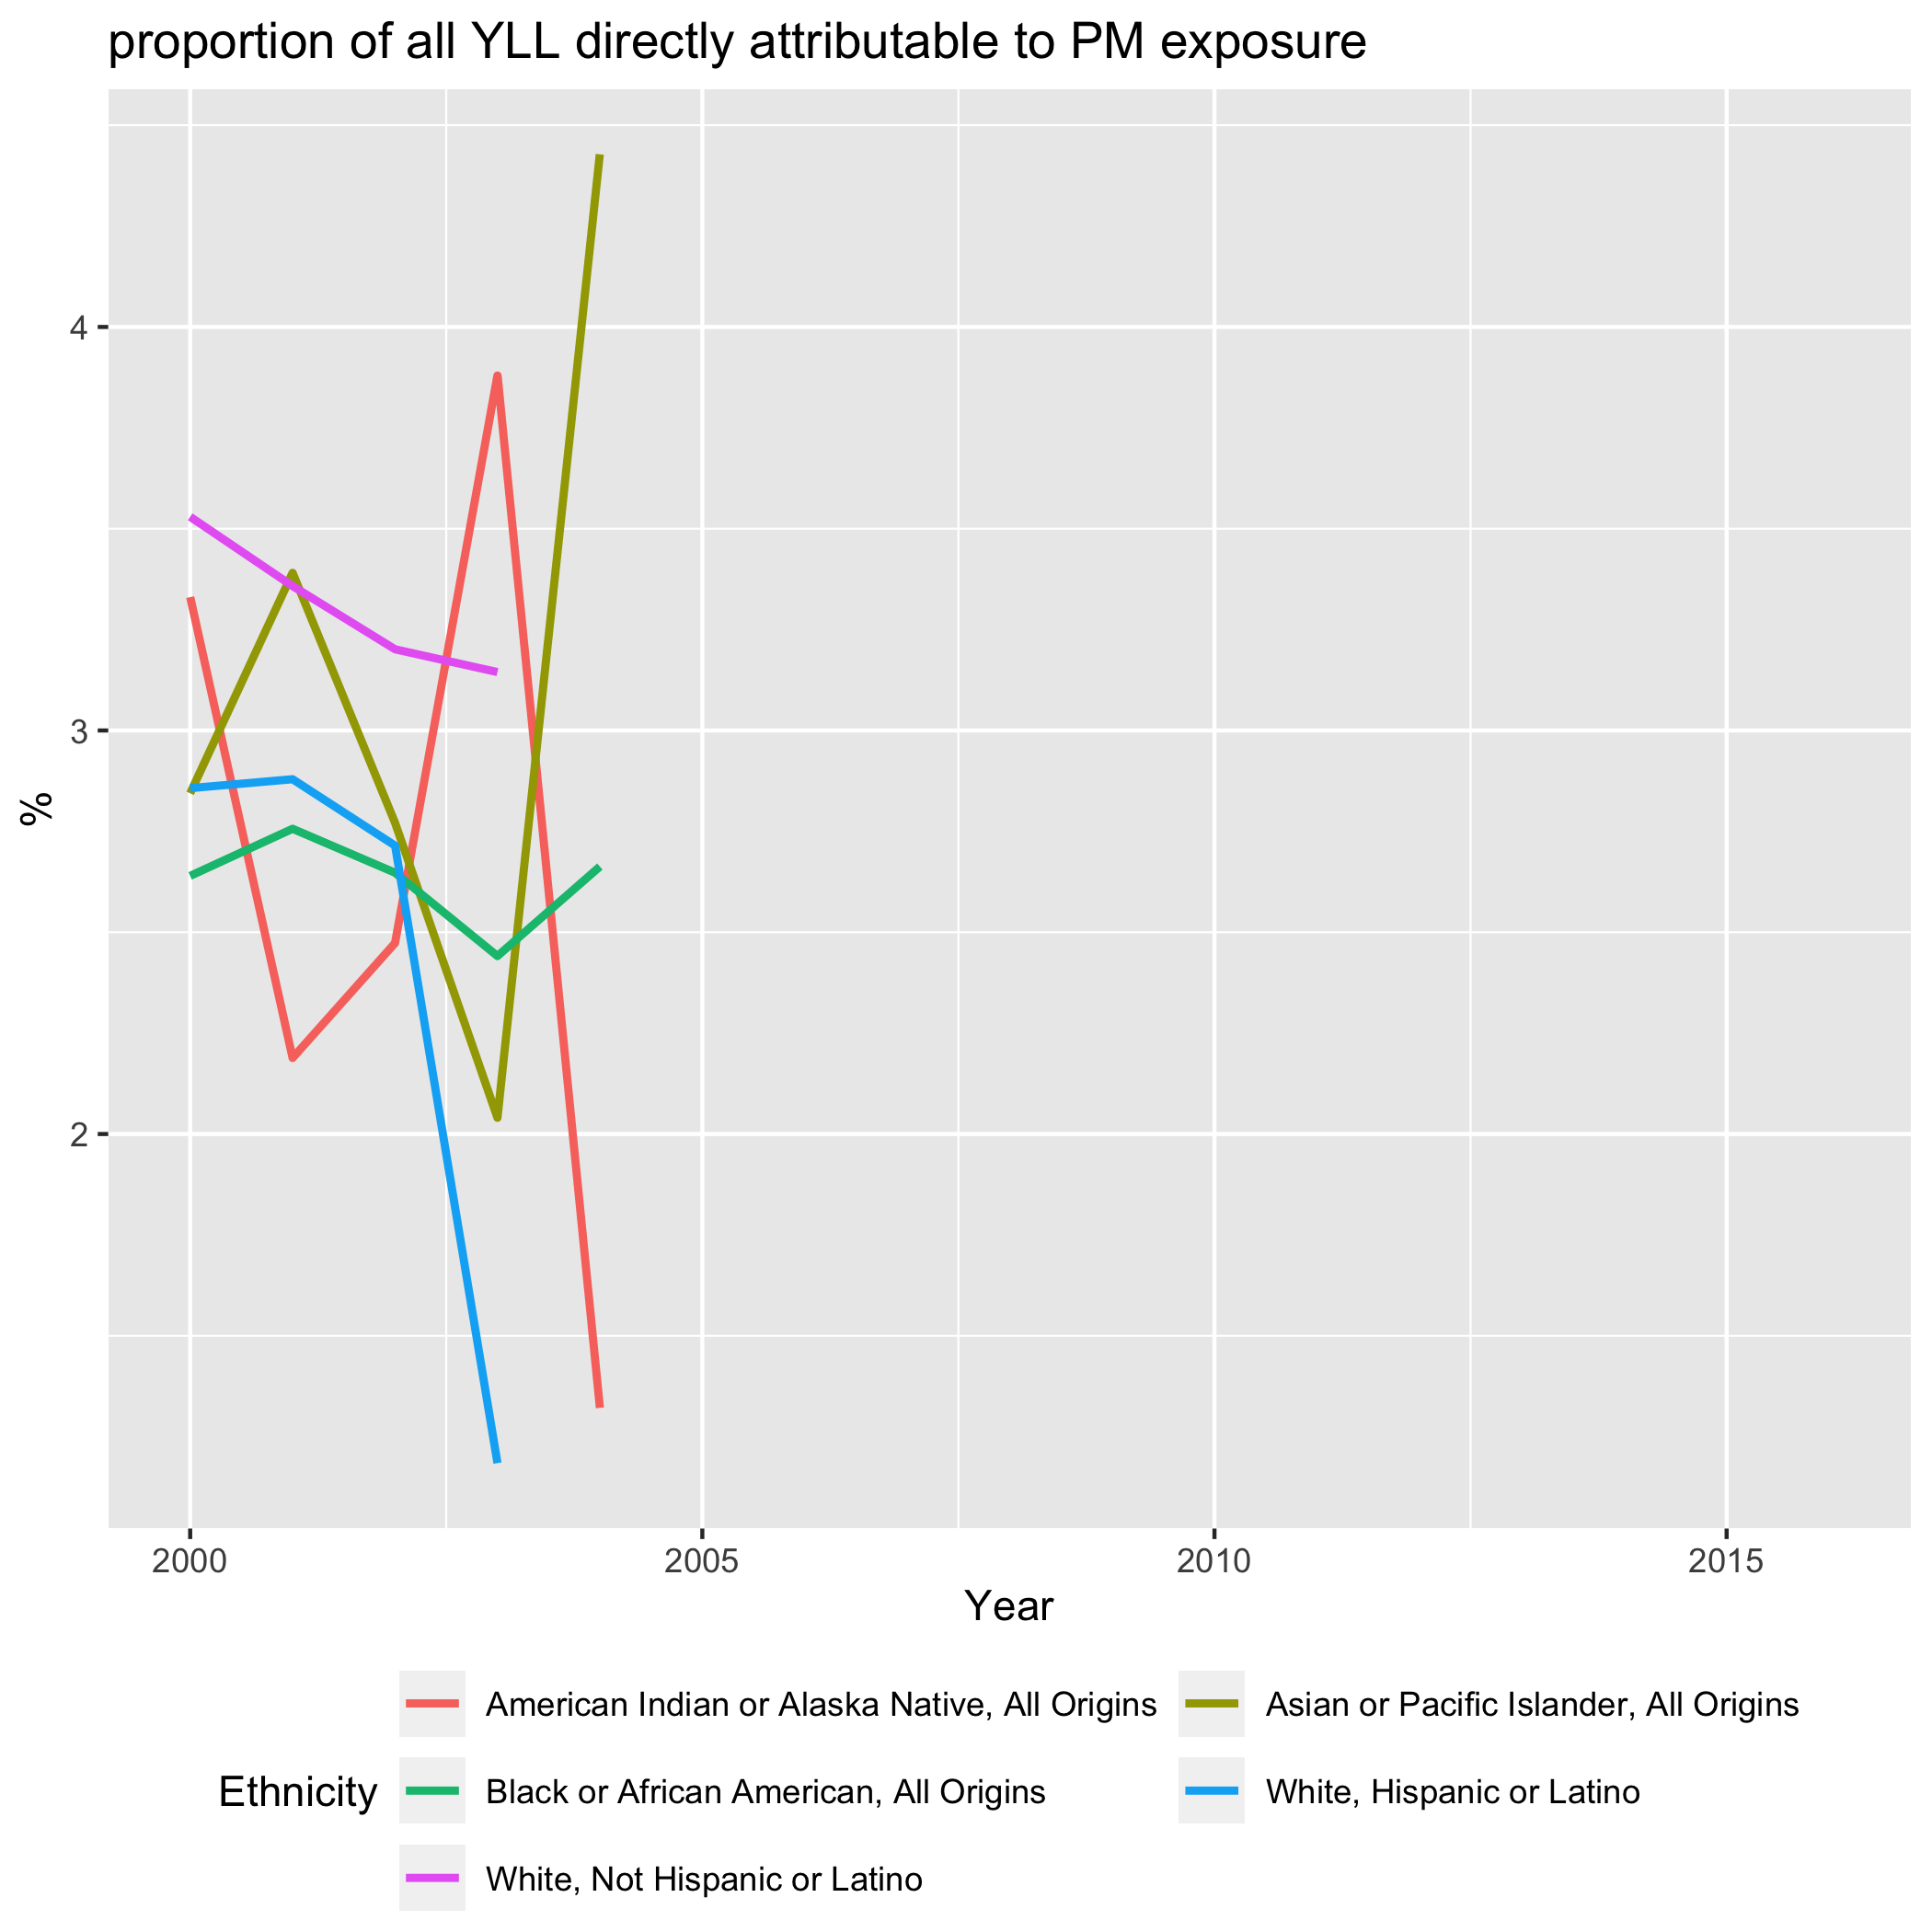 proportion of all YLL directly attributable to PM exposure
4
3
2
%
2000 2005 2010 2015
Year
Ethnicity
American Indian or Alaska Native, All Origins
Asian or Pacific Islander, All Origins
Black or African American, All Origins
White, Hispanic or Latino
White, Not Hispanic or Latino